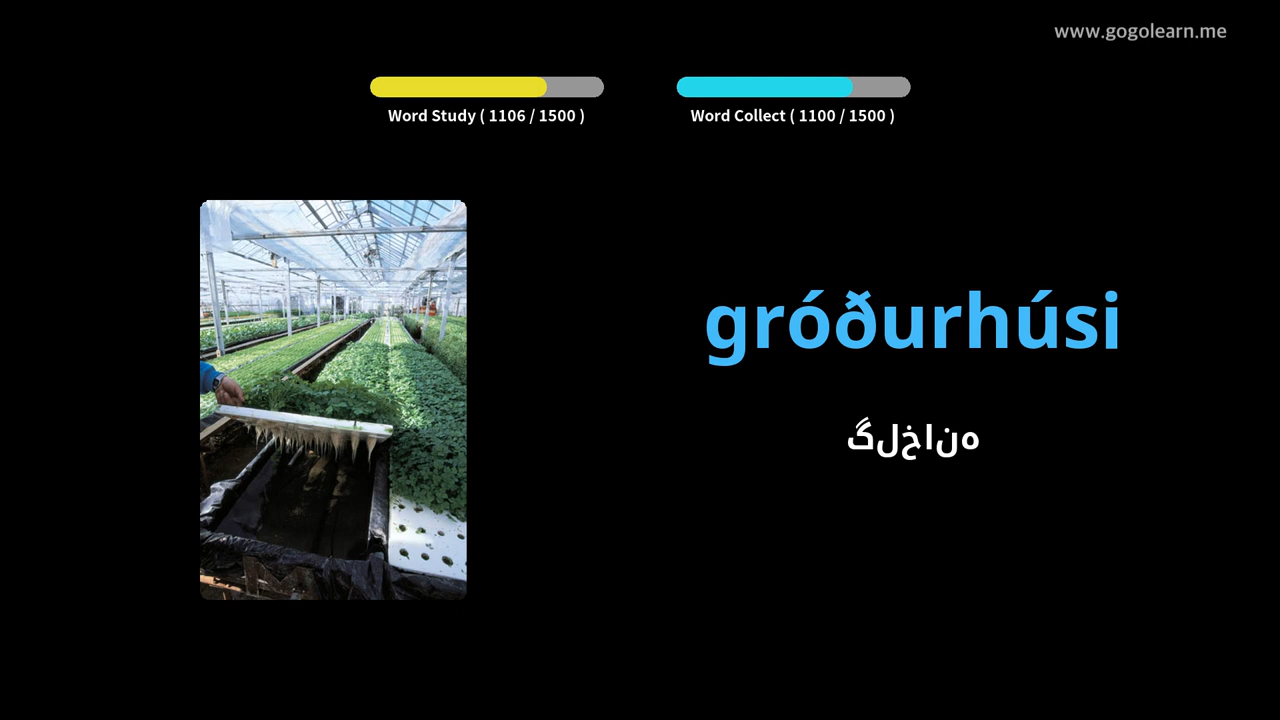 www.gogolearn.me
Word Study ( 1106 / 1500 )
Word Collect ( 1100 / 1500 )
gróðurhúsi
گلخانه